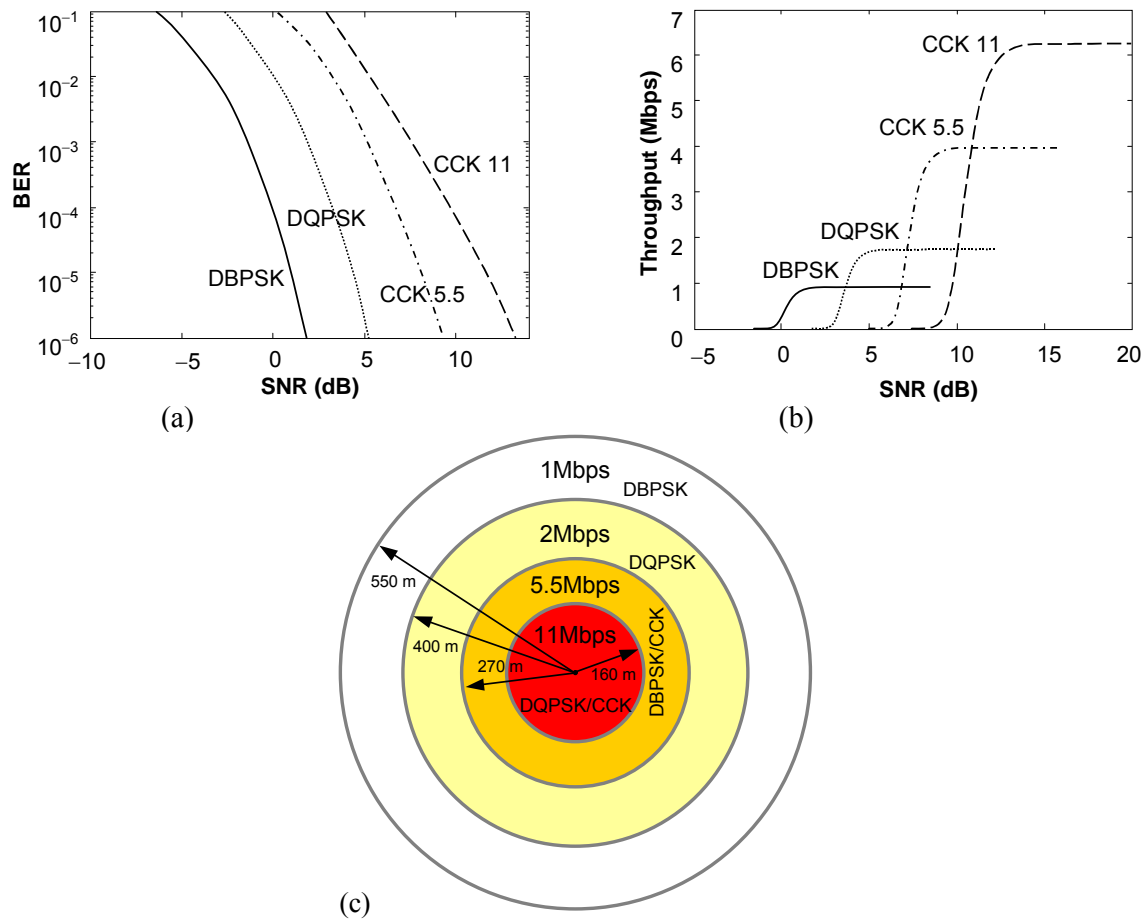 10−1
10−2
10−3
10−4
10−5
10−6
BER
−10
−5
0
5
10
SNR (dB)
DBPSK
DQPSK
CCK 5.5
CCK 11
(a)
7
6
5
4
3
2
1
0
Throughput (Mbps)
−5
0
5
10
15
20
SNR (dB)
CCK 11
CCK 5.5
DQPSK
DBPSK
(b)
1Mbps
DBPSK
2Mbps
DQPSK
5.5Mbps
DBPSK/CCK
11Mbps
DQPSK/CCK
550 m
400 m
270 m
160 m
(c)